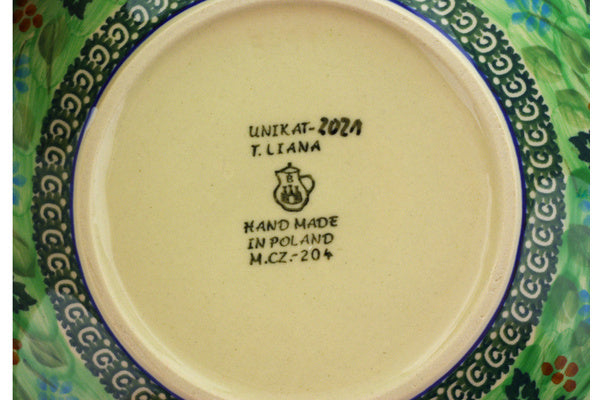 UNIKAT-2021
T. LIANA
B
HAND MADE
IN POLAND
M.CZ.-204